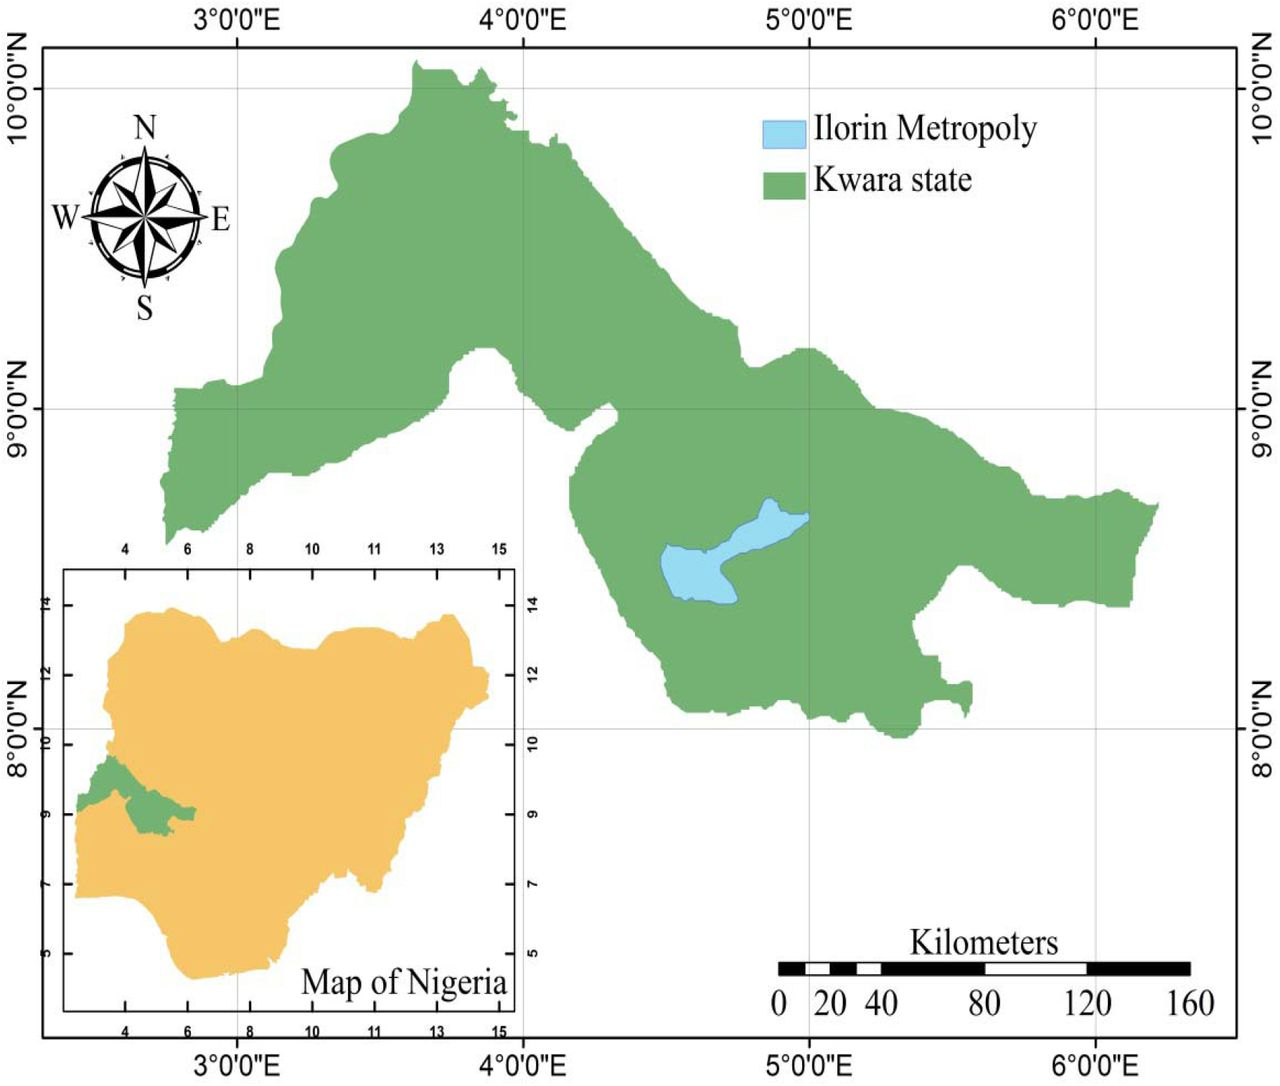 3°0'0"E 4°0'0"E 5°0'0"E 6°0'0"E
10°0'0"N 10°0'0"N
N
W E
S
Ilorin Metropoly
Kwara state
9°0'0"N 9°0'0"N
4 6 8 10 11 13 15
14 14
12 12
8°0'0"N 8°0'0"N
10 10
9 9
7 7
5 5
Map of Nigeria
4 6 8 10 11 13 15
Kilometers
0 20 40 80 120 160
3°0'0"E 4°0'0"E 5°0'0"E 6°0'0"E